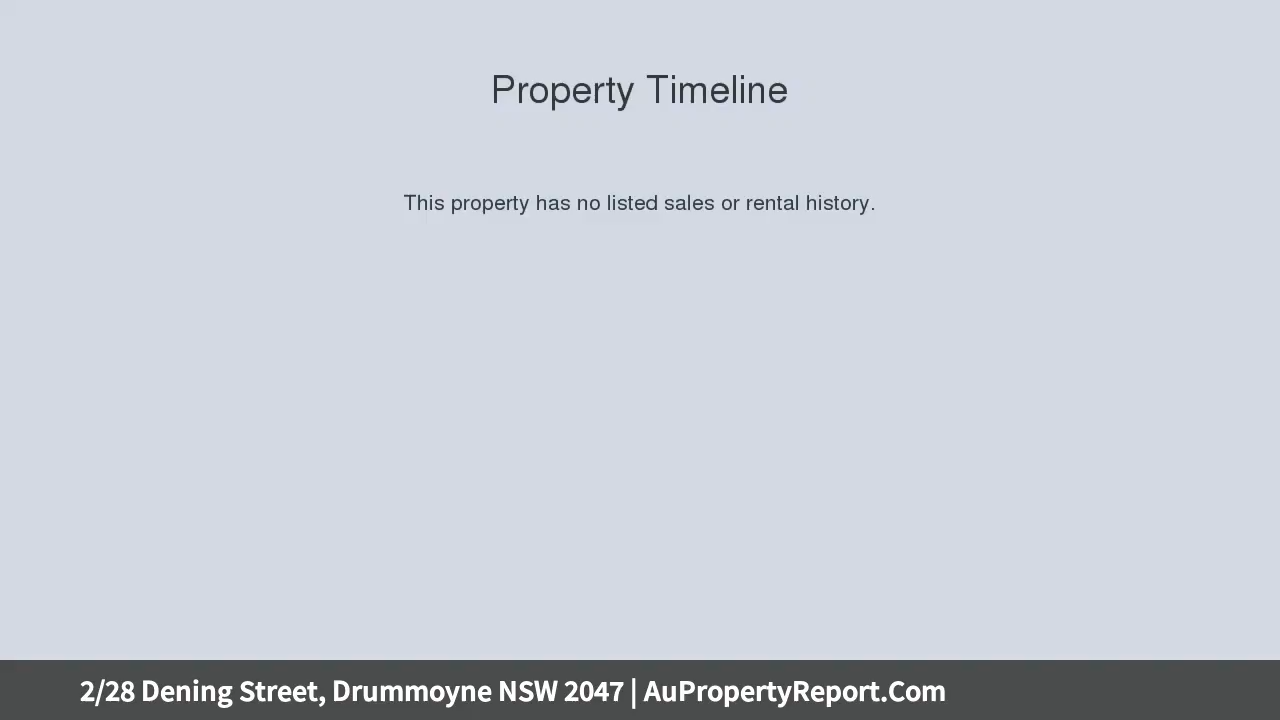 Property Timeline
This property has no listed sales or rental history.
2/28 Dening Street, Drummoyne NSW 2047 | AuPropertyReport.Com